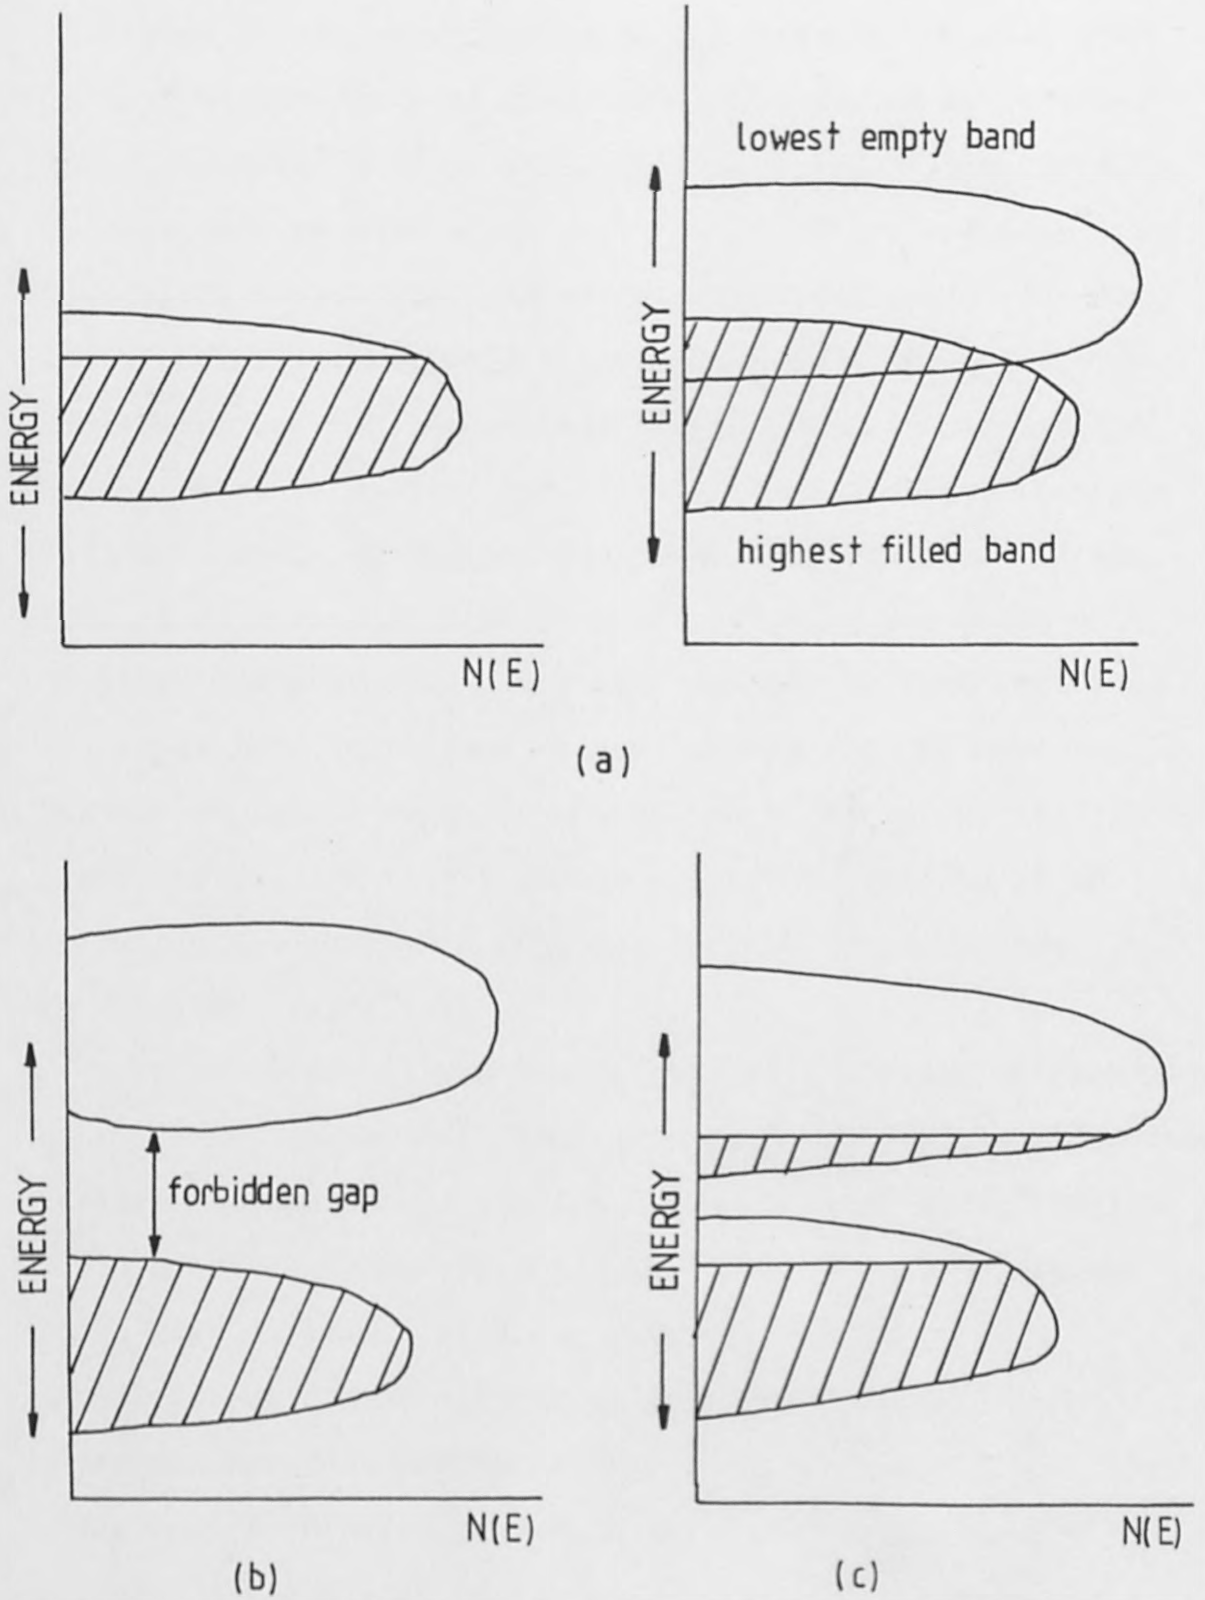 lowest empty band
ENERGY
ENERGY
highest filled band
N(E)
N(E)
(a)
forbidden gap
ENERGY
ENERGY
N(E)
N(E)
(b)
(c)